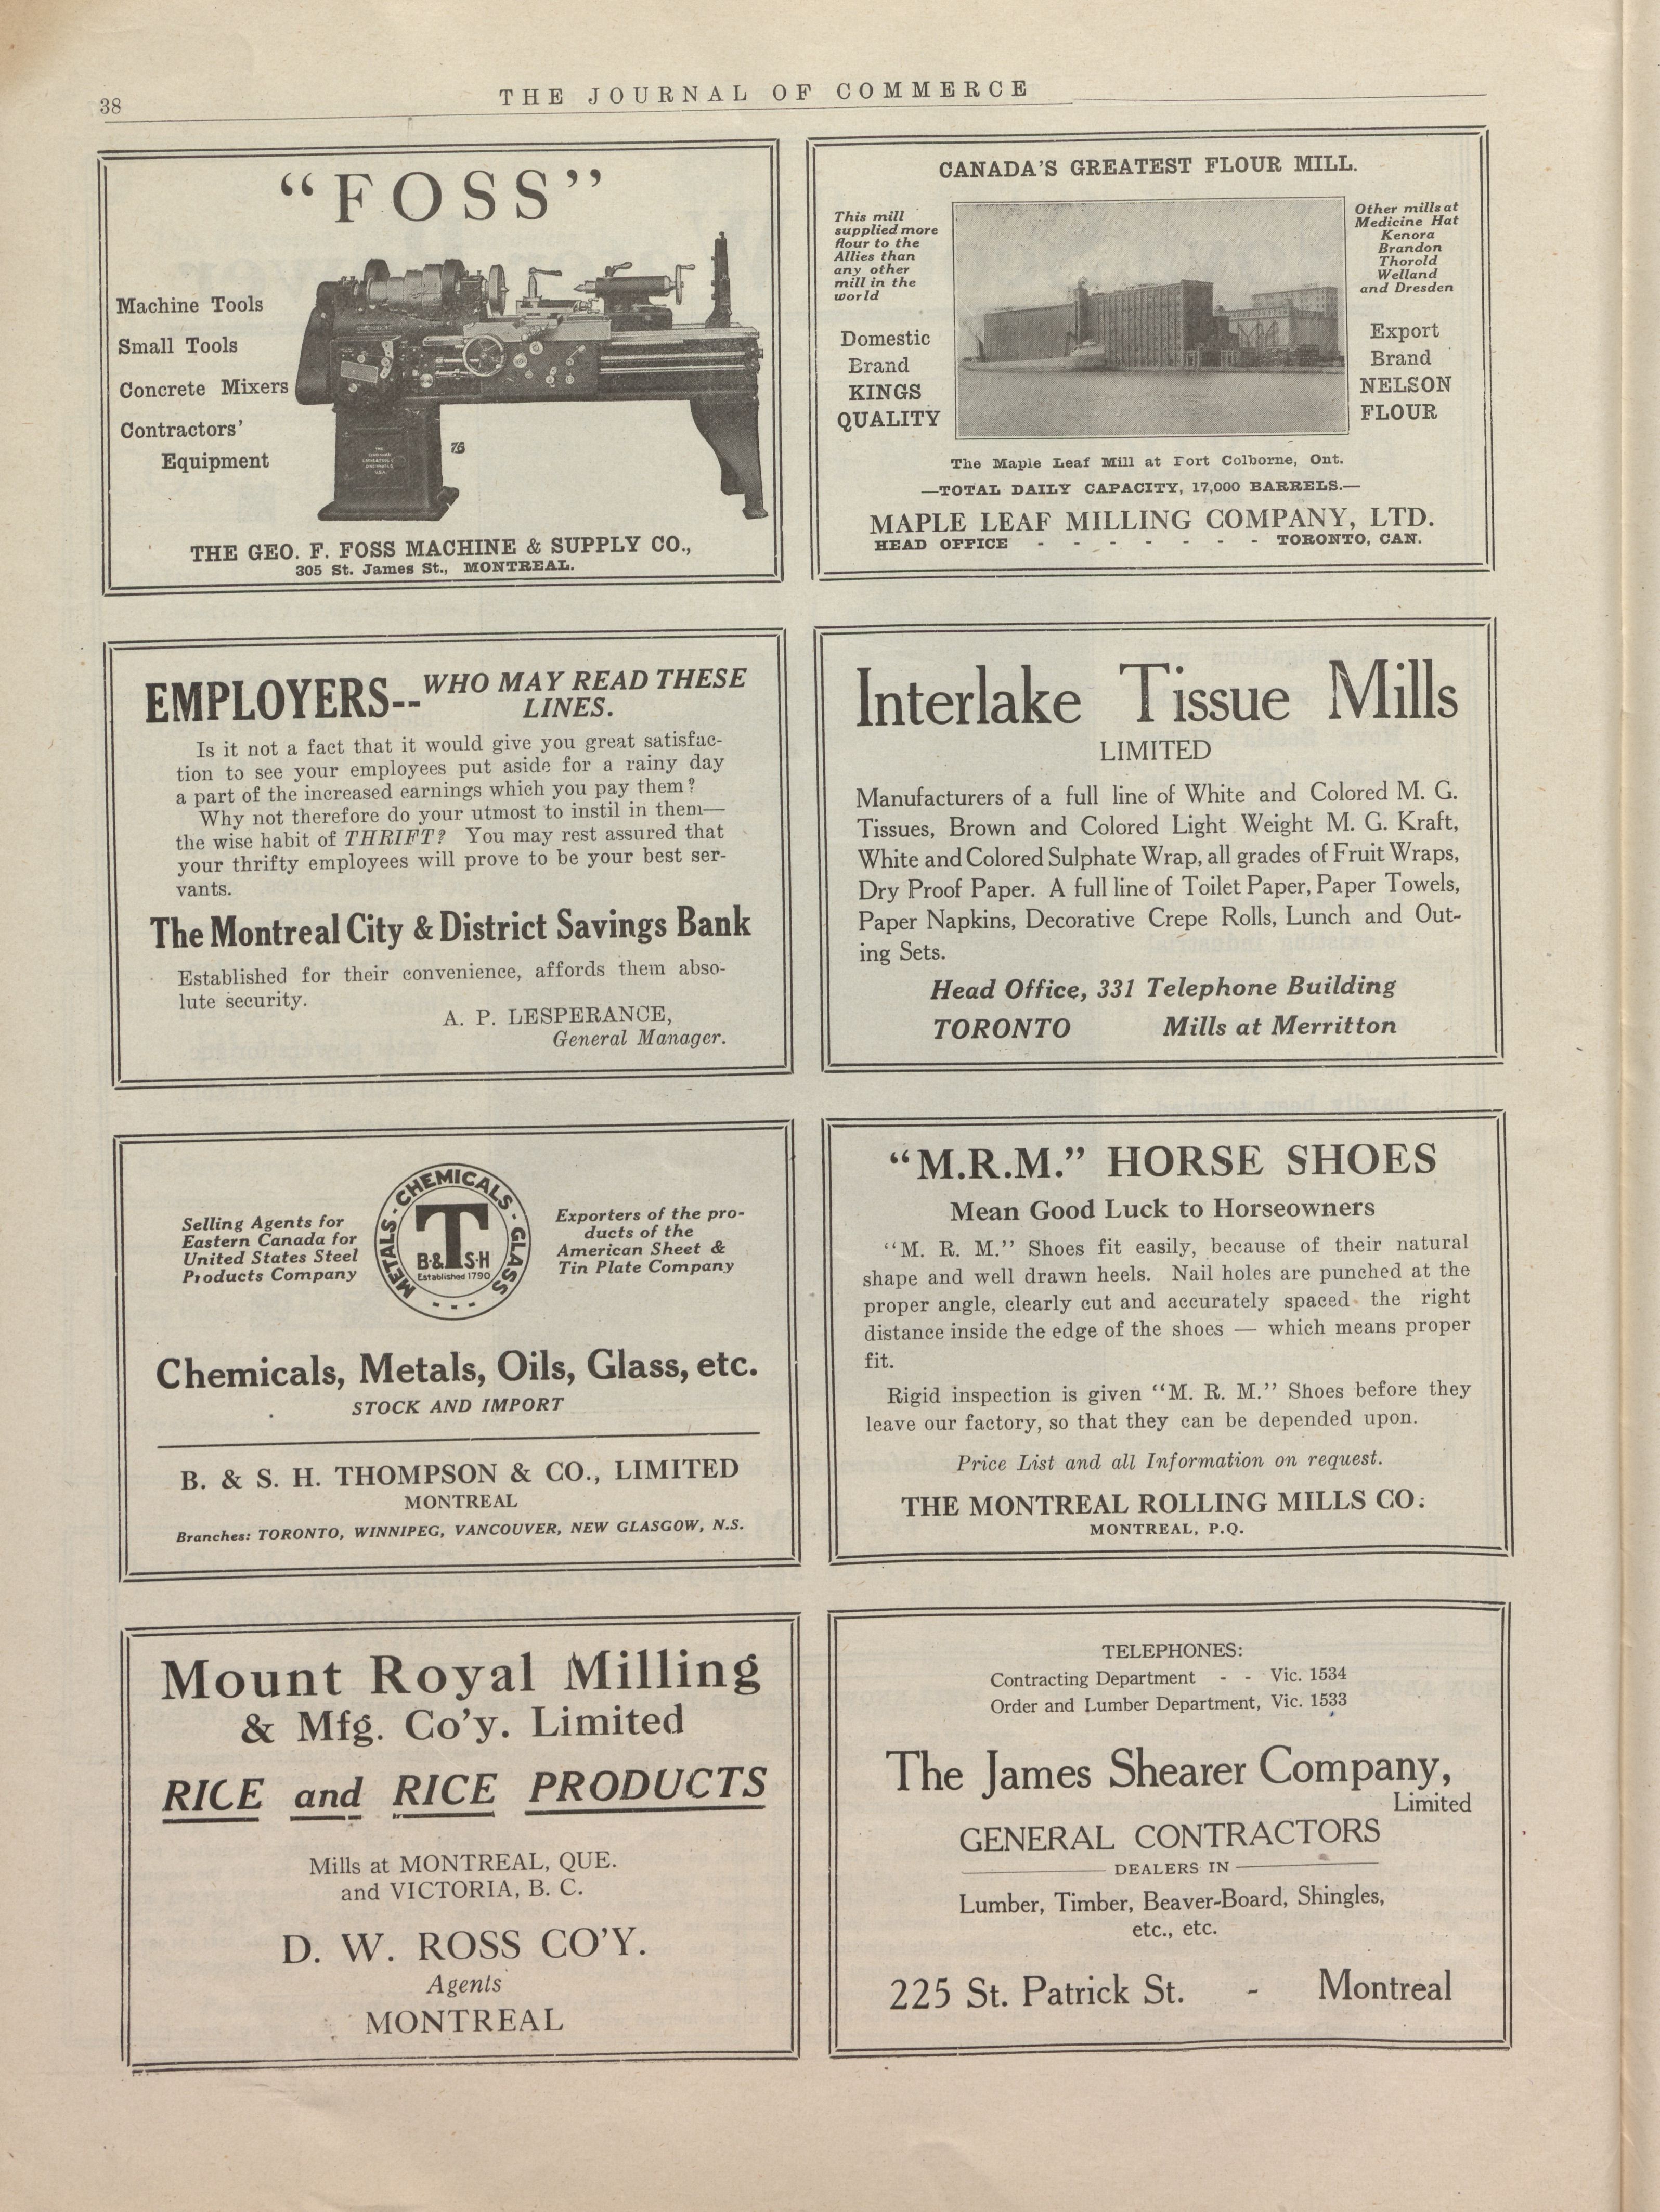 38
THE JOURNAL OF COMMERCE
“FOSS”
Machine Tools
Small Tools
Concrete Mixers
Contractors’
Equipment
76
THE GEO. F. FOSS MACHINE & SUPPLY CO.,
305 St. James St., MONTREAL.
CANADA’S GREATEST FLOUR MILL.
This mill
supplied more
flour to the
Allies than
any other
mill in the
world
Domestic
Brand
KINGS
QUALITY
Other mills at
Medicine Hat
Kenora
Brandon
Thorold
Welland
and Dresden
Export
Brand
NELSON
FLOUR
The Maple Leaf Mill at Port Colborne, Ont.
—TOTAL DAILY CAPACITY, 17,000 BARRELS.—
MAPLE LEAF MILLING COMPANY, LTD.
HEAD OFFICE - - - - - - - TORONTO, CAN.
EMPLOYERS-- WHO MAY READ THESE
LINES.
Is it not a fact that it would give you great satisfac-
tion to see your employees put aside for a rainy day
a part of the increased earnings which you pay them?
Why not therefore do your utmost to instil in them—
the wise habit of THRIFT? You may rest assured that
your thrifty employees will prove to be your best ser-
vants.
The Montreal City & District Savings Bank
Established for their convenience, affords them abso-
lute security.
A. P. LESPERANCE,
General Manager.
Interlake Tissue Mills
LIMITED
Manufacturers of a full line of White and Colored M. G.
Tissues, Brown and Colored Light Weight M. G. Kraft,
White and Colored Sulphate Wrap, all grades of Fruit Wraps,
Dry Proof Paper. A full line of Toilet Paper, Paper Towels,
Paper Napkins, Decorative Crepe Rolls, Lunch and Out-
ing Sets.
Head Office, 331 Telephone Building
TORONTO Mills at Merritton
Selling Agents for
Eastern Canada for
United States Steel
Products Company
METALS - CHEMICALS - GLASS
- - -
T
B.& S.H
Established 1790
Exporters of the pro-
ducts of the
American Sheet &
Tin Plate Company
Chemicals, Metals, Oils, Glass, etc.
STOCK AND IMPORT
B. & S. H. THOMPSON & CO., LIMITED
MONTREAL
Branches: TORONTO, WINNIPEG, VANCOUVER, NEW GLASGOW, N.S.
“M.R.M.” HORSE SHOES
Mean Good Luck to Horseowners
“M. R. M.” Shoes fit easily, because of their natural
shape and well drawn heels. Nail holes are punched at the
proper angle, clearly cut and accurately spaced the right
distance inside the edge of the shoes — which means proper
fit.
Rigid inspection is given “M. R. M.” Shoes before they
leave our factory, so that they can be depended upon.
Price List and all Information on request.
THE MONTREAL ROLLING MILLS CO.
MONTREAL, P.Q.
Mount Royal Milling
& Mfg. Co’y. Limited
RICE and RICE PRODUCTS
Mills at MONTREAL, QUE.
and VICTORIA, B. C.
D. W. ROSS CO’Y.
Agents
MONTREAL
TELEPHONES:
Contracting Department - - Vic. 1534
Order and Lumber Department, Vic. 1533
The James Shearer Company,
Limited
GENERAL CONTRACTORS
DEALERS IN
Lumber, Timber, Beaver-Board, Shingles,
etc., etc.
225 St. Patrick St. - Montreal